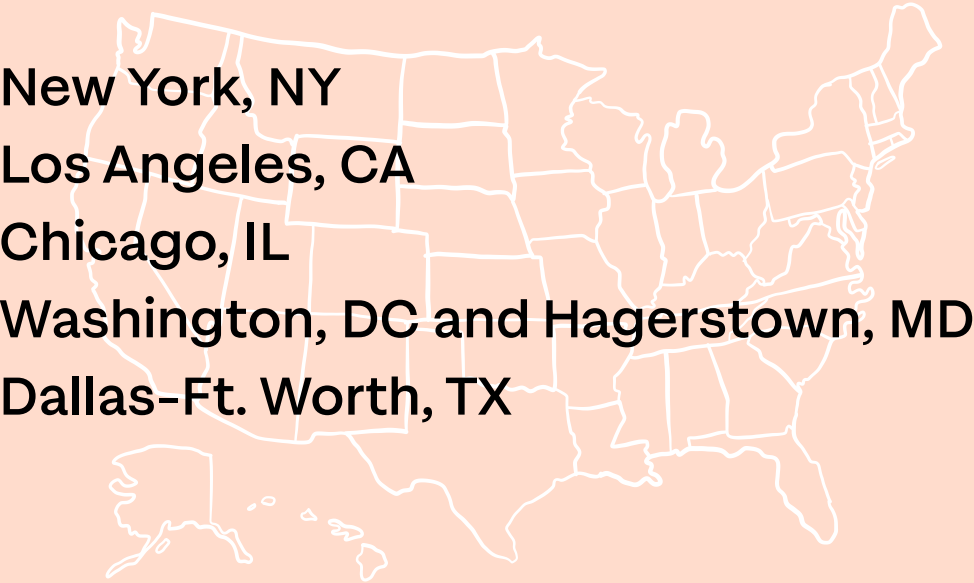 New York, NY
Los Angeles, CA
Chicago, IL
Washington, DC and Hagerstown, MD
Dallas-Ft. Worth, TX